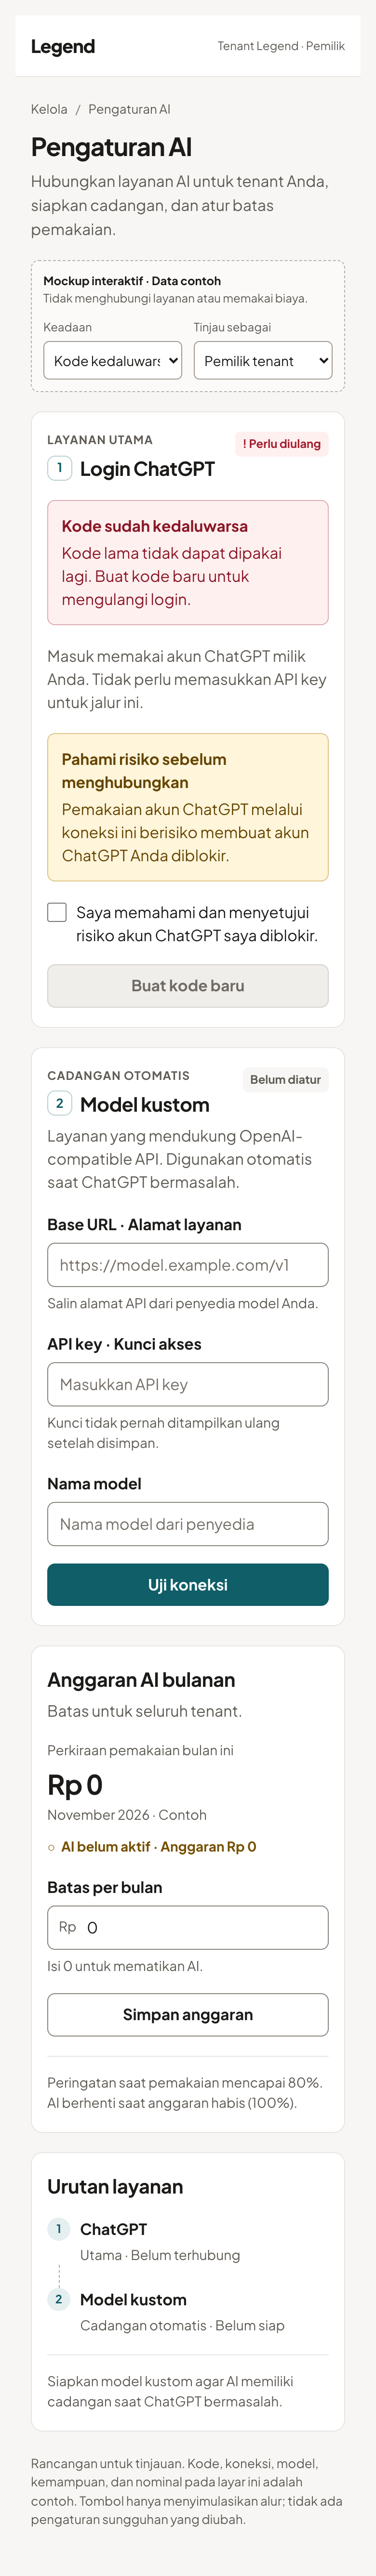 Legend
Tenant Legend · Pemilik
Kelola / Pengaturan AI
Pengaturan AI
Hubungkan layanan AI untuk tenant Anda,
siapkan cadangan, dan atur batas
pemakaian.
Mockup interaktif · Data contoh
Tidak menghubungi layanan atau memakai biaya.
Keadaan
Tinjau sebagai
Kode kedaluwars
Pemilik tenant
LAYANAN UTAMA
! Perlu diulang
1 Login ChatGPT
Kode sudah kedaluwarsa
Kode lama tidak dapat dipakai
lagi. Buat kode baru untuk
mengulangi login.
Masuk memakai akun ChatGPT milik
Anda. Tidak perlu memasukkan API key
untuk jalur ini.
Pahami risiko sebelum
menghubungkan
Pemakaian akun ChatGPT melalui
koneksi ini berisiko membuat akun
ChatGPT Anda diblokir.
Saya memahami dan menyetujui
risiko akun ChatGPT saya diblokir.
Buat kode baru
CADANGAN OTOMATIS
Belum diatur
2 Model kustom
Layanan yang mendukung OpenAI-
compatible API. Digunakan otomatis
saat ChatGPT bermasalah.
Base URL · Alamat layanan
https://model.example.com/v1
Salin alamat API dari penyedia model Anda.
API key · Kunci akses
Masukkan API key
Kunci tidak pernah ditampilkan ulang
setelah disimpan.
Nama model
Nama model dari penyedia
Uji koneksi
Anggaran AI bulanan
Batas untuk seluruh tenant.
Perkiraan pemakaian bulan ini
Rp 0
November 2026 · Contoh
○ AI belum aktif · Anggaran Rp 0
Batas per bulan
Rp 0
Isi 0 untuk mematikan AI.
Simpan anggaran
Peringatan saat pemakaian mencapai 80%.
AI berhenti saat anggaran habis (100%).
Urutan layanan
1 ChatGPT
Utama · Belum terhubung
2 Model kustom
Cadangan otomatis · Belum siap
Siapkan model kustom agar AI memiliki
cadangan saat ChatGPT bermasalah.
Rancangan untuk tinjauan. Kode, koneksi, model,
kemampuan, dan nominal pada layar ini adalah
contoh. Tombol hanya menyimulasikan alur; tidak ada
pengaturan sungguhan yang diubah.